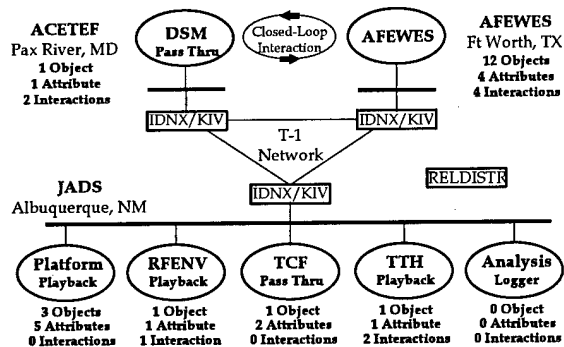 ACETEF
Pax River, MD
1 Object
1 Attribute
2 Interactions
DSM
Pass Thru
Closed-Loop
Interaction
AFEWES
AFEWES
Ft Worth, TX
12 Objects
4 Attributes
4 Interactions
IDNX/KIV
IDNX/KIV
T-1
Network
IDNX/KIV
RELDISTR
JADS
Albuquerque, NM
Platform
Playback
3 Objects
5 Attributes
0 Interactions
RFENV
Playback
1 Object
1 Attribute
1 Interaction
TCF
Pass Thru
1 Object
2 Attributes
0 Interactions
TTH
Playback
1 Object
1 Attribute
2 Interactions
Analysis
Logger
0 Object
0 Attributes
0 Interactions